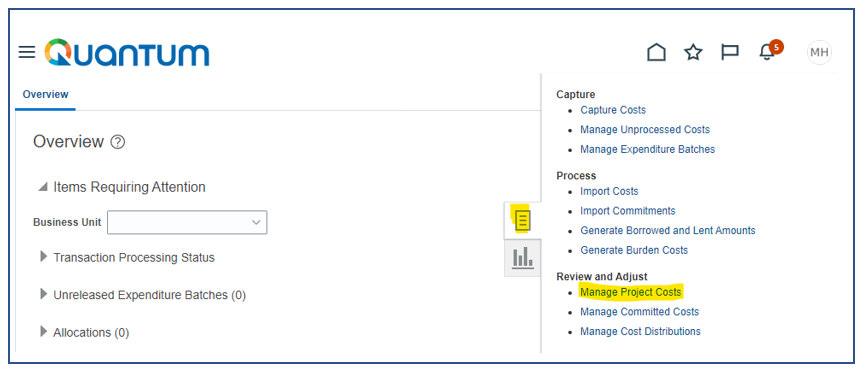 QUANTUM
5
MH
Overview
Overview ?
Items Requiring Attention
Business Unit
Transaction Processing Status
Unreleased Expenditure Batches (0)
Allocations (0)
Capture
Capture Costs
Manage Unprocessed Costs
Manage Expenditure Batches
Process
Import Costs
Import Commitments
Generate Borrowed and Lent Amounts
Generate Burden Costs
Review and Adjust
Manage Project Costs
Manage Committed Costs
Manage Cost Distributions